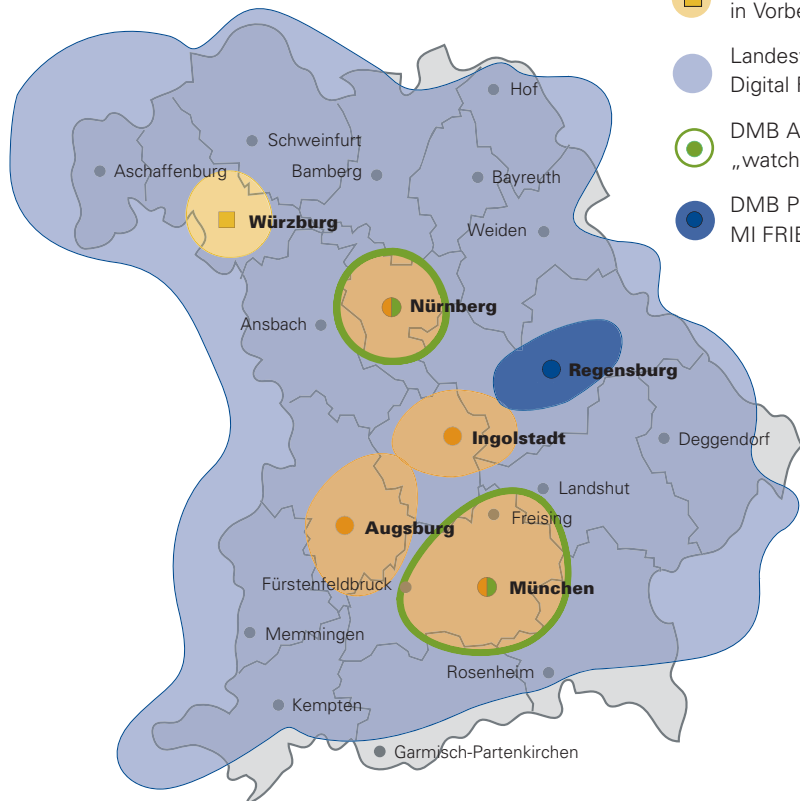 in Vorbe
Landes
Digital
Hof
DMB A
„watch
Schweinfurt
Aschaffenburg
Bamberg
Bayreuth
DMB P
MI FRIE
Würzburg
Weiden
Nürnberg
Ansbach
Regensburg
Ingolstadt
Deggendorf
Landshut
Freising
Augsburg
Fürstenfeldbruck
München
Memmingen
Rosenheim
Kempten
Garmisch-Partenkirchen